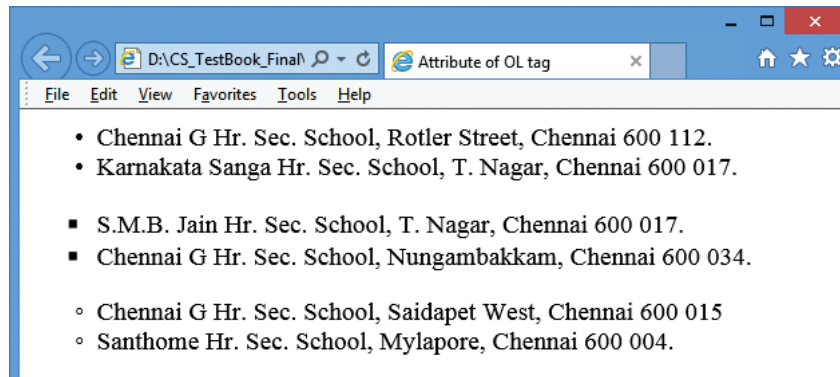 D:\CS_TestBook_Final\
Attribute of OL tag
File Edit View Favorites Tools Help
• Chennai G Hr. Sec. School, Rotler Street, Chennai 600 112.
• Karnakata Sanga Hr. Sec. School, T. Nagar, Chennai 600 017.
▪ S.M.B. Jain Hr. Sec. School, T. Nagar, Chennai 600 017.
▪ Chennai G Hr. Sec. School, Nungambakkam, Chennai 600 034.
◦ Chennai G Hr. Sec. School, Saidapet West, Chennai 600 015
◦ Santhome Hr. Sec. School, Mylapore, Chennai 600 004.